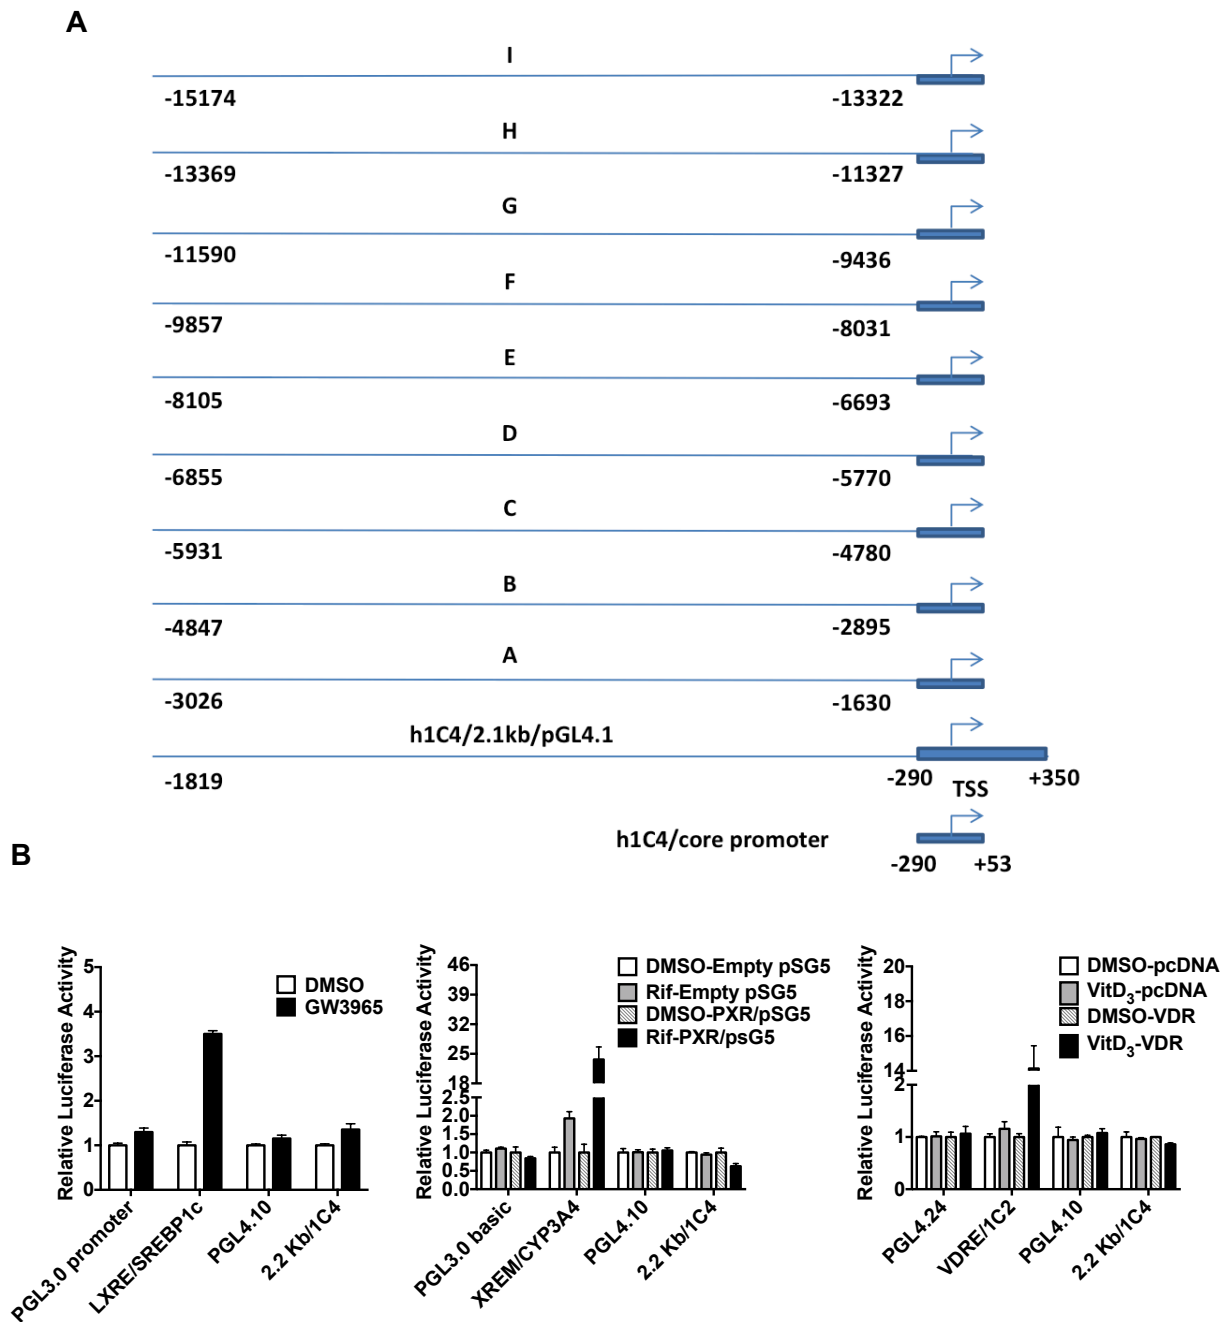 A
I
-15174
-13322
H
-13369
-11327
G
-11590
-9436
F
-9857
-8031
E
-8105
-6693
D
-6855
-5770
C
-5931
-4780
B
-4847
-2895
A
-3026
-1630
h1C4/2.1kb/pGL4.1
-1819
-290
+350
TSS
h1C4/core promoter
-290
+53
B
Relative Luciferase Activity
5
4
3
2
1
0
DMSO
GW3965
PGL3.0 promoter
LXRE/SREBP1c
PGL4.10
2.2 Kb/1C4
Relative Luciferase Activity
46
39
32
25
18
2.5
2.0
1.5
1.0
0.5
0.0
DMSO-Empty pSG5
Rif-Empty pSG5
DMSO-PXR/pSG5
Rif-PXR/psG5
PGL3.0 basic
XREM/CYP3A4
PGL4.10
2.2 Kb/1C4
Relative Luciferase Activity
20
18
16
14
2
1
0
DMSO-pcDNA
VitD3-pcDNA
DMSO-VDR
VitD3-VDR
PGL4.24
VDRE/1C2
PGL4.10
2.2 Kb/1C4